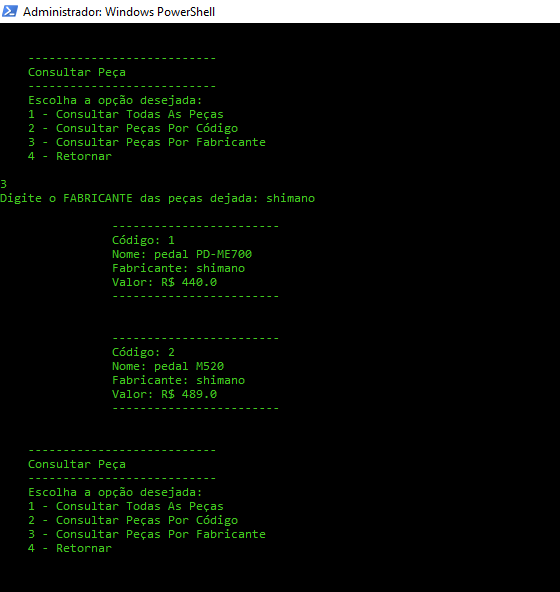 Administrador: Windows PowerShell
---------------------------
Consultar Peça
---------------------------
Escolha a opção desejada:
1 - Consultar Todas As Peças
2 - Consultar Peças Por Código
3 - Consultar Peças Por Fabricante
4 - Retornar
3
Digite o FABRICANTE das peças dejada: shimano
------------------------
Código: 1
Nome: pedal PD-ME700
Fabricante: shimano
Valor: R$ 440.0
------------------------
------------------------
Código: 2
Nome: pedal M520
Fabricante: shimano
Valor: R$ 489.0
------------------------
---------------------------
Consultar Peça
---------------------------
Escolha a opção desejada:
1 - Consultar Todas As Peças
2 - Consultar Peças Por Código
3 - Consultar Peças Por Fabricante
4 - Retornar